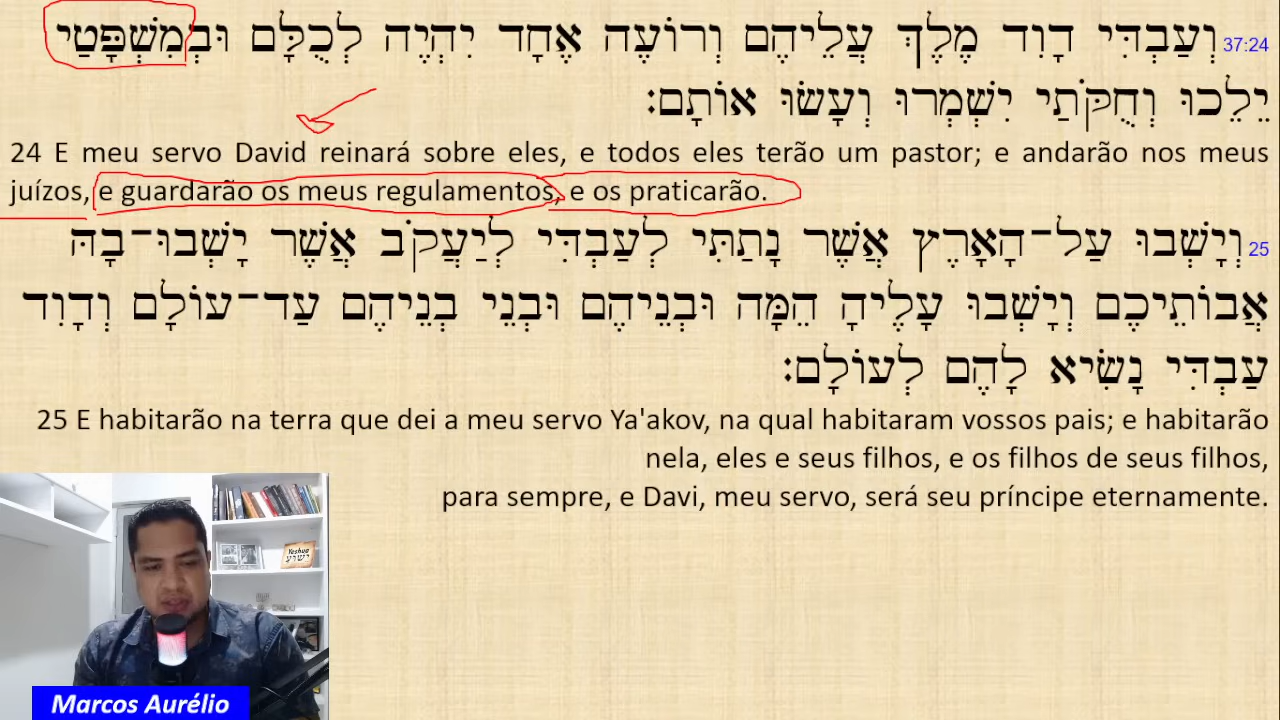 37:24 וְעַבְדִּי דָוִד מֶלֶךְ עֲלֵיהֶם וְרוֹעֶה אֶחָד יִהְיֶה לְכֻלָּם וּבְמִשְׁפָּטַי
יֵלֵכוּ וְחֻקֹּתַי יִשְׁמְרוּ וְעָשׂוּ אוֹתָם׃
24 E meu servo David reinará sobre eles, e todos eles terão um pastor; e andarão nos meus
juízos, e guardarão os meus regulamentos, e os praticarão.
25 וְיָשְׁבוּ עַל־הָאָרֶץ אֲשֶׁר נָתַתִּי לְעַבְדִּי לְיַעֲקֹב אֲשֶׁר יָשְׁבוּ־בָהּ
אֲבוֹתֵיכֶם וְיָשְׁבוּ עָלֶיהָ הֵמָּה וּבְנֵיהֶם וּבְנֵי בְנֵיהֶם עַד־עוֹלָם וְדָוִד
עַבְדִּי נָשִׂיא לָהֶם לְעוֹלָם׃
25 E habitarão na terra que dei a meu servo Ya'akov, na qual habitaram vossos pais; e habitarão
nela, eles e seus filhos, e os filhos de seus filhos,
para sempre, e Davi, meu servo, será seu príncipe eternamente.
Yeshua
ישוע
Marcos Aurélio